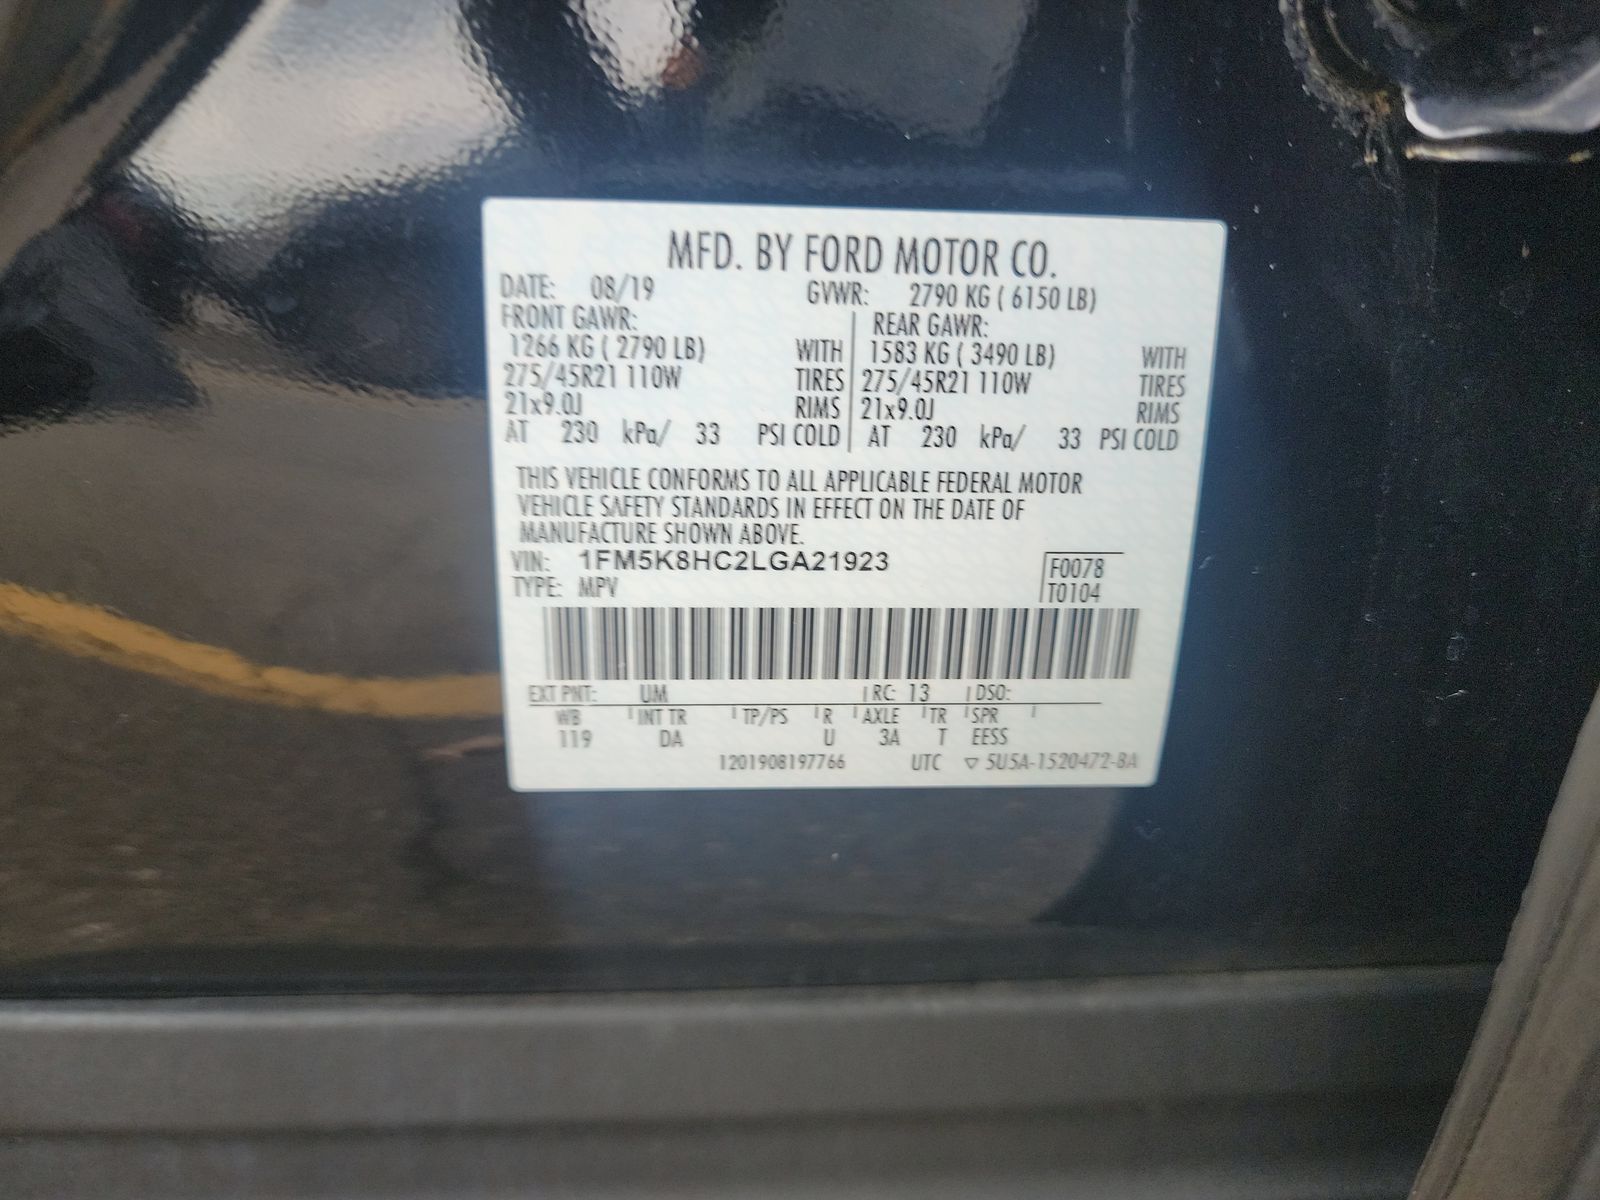 MFD. BY FORD MOTOR CO.
DATE: 08/19 GVWR: 2790 KG ( 6150 LB)
FRONT GAWR: REAR GAWR:
1266 KG ( 2790 LB) WITH 1583 KG ( 3490 LB) WITH
275/45R21 110W TIRES 275/45R21 110W TIRES
21x9.0J RIMS 21x9.0J RIMS
AT 230 kPa/ 33 PSI COLD AT 230 kPa/ 33 PSI COLD
THIS VEHICLE CONFORMS TO ALL APPLICABLE FEDERAL MOTOR
VEHICLE SAFETY STANDARDS IN EFFECT ON THE DATE OF
MANUFACTURE SHOWN ABOVE.
VIN: 1FM5K8HC2LGA21923 F0078
TYPE: MPV T0104
EXT PNT: UM RC: 13 DSO:
WB INT TR TP/PS R AXLE TR SPR
119 DA U 3A T EESS
1201908197766 UTC ▽ 5U5A-1520472-BA